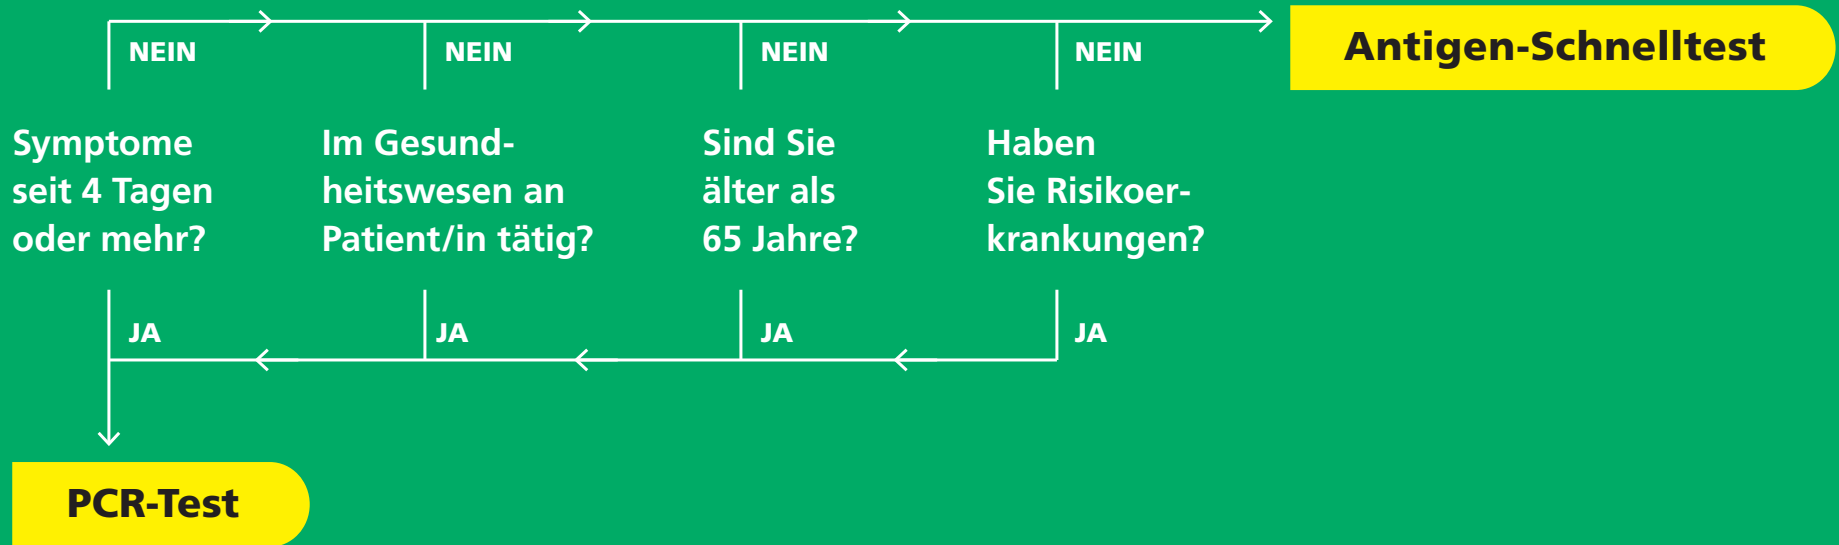 NEIN
NEIN
NEIN
NEIN
Antigen-Schnelltest
Symptome
seit 4 Tagen
oder mehr?
Im Gesund-
heitswesen an
Patient/in tätig?
Sind Sie
älter als
65 Jahre?
Haben
Sie Risikoer-
krankungen?
JA
JA
JA
JA
PCR-Test